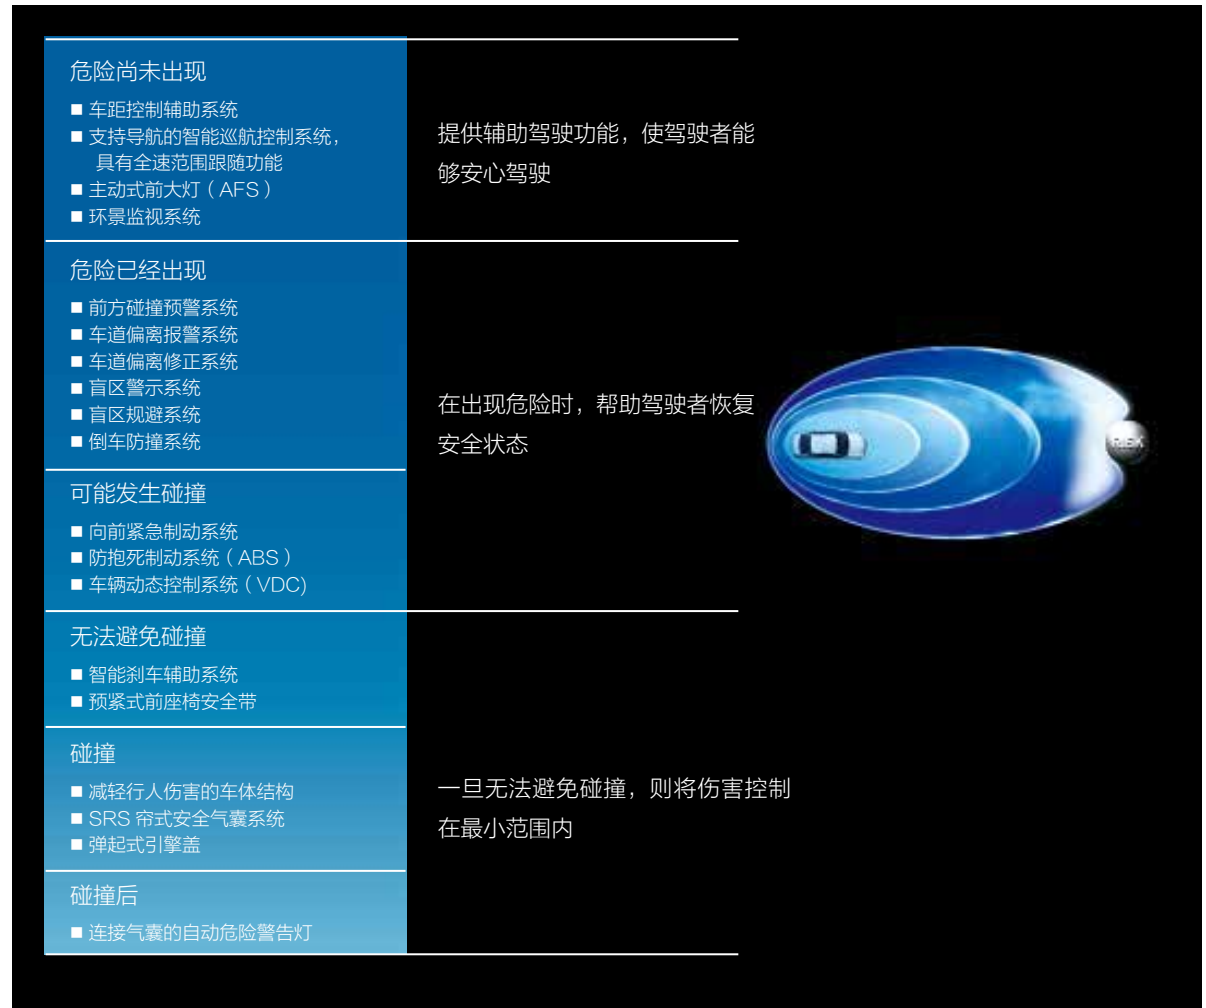 危险尚未出现
■ 车距控制辅助系统
■ 支持导航的智能巡航控制系统，
具有全速范围跟随功能
■ 主动式前大灯（AFS）
■ 环景监视系统
提供辅助驾驶功能，使驾驶者能
够安心驾驶
危险已经出现
■ 前方碰撞预警系统
■ 车道偏离报警系统
■ 车道偏离修正系统
■ 盲区警示系统
■ 盲区规避系统
■ 倒车防撞系统
可能发生碰撞
■ 向前紧急制动系统
■ 防抱死制动系统（ABS）
■ 车辆动态控制系统（VDC)
在出现危险时，帮助驾驶者恢复
安全状态
RISK
无法避免碰撞
■ 智能刹车辅助系统
■ 预紧式前座椅安全带
碰撞
■ 减轻行人伤害的车体结构
■ SRS 帘式安全气囊系统
■ 弹起式引擎盖
碰撞后
■ 连接气囊的自动危险警告灯
一旦无法避免碰撞，则将伤害控制
在最小范围内